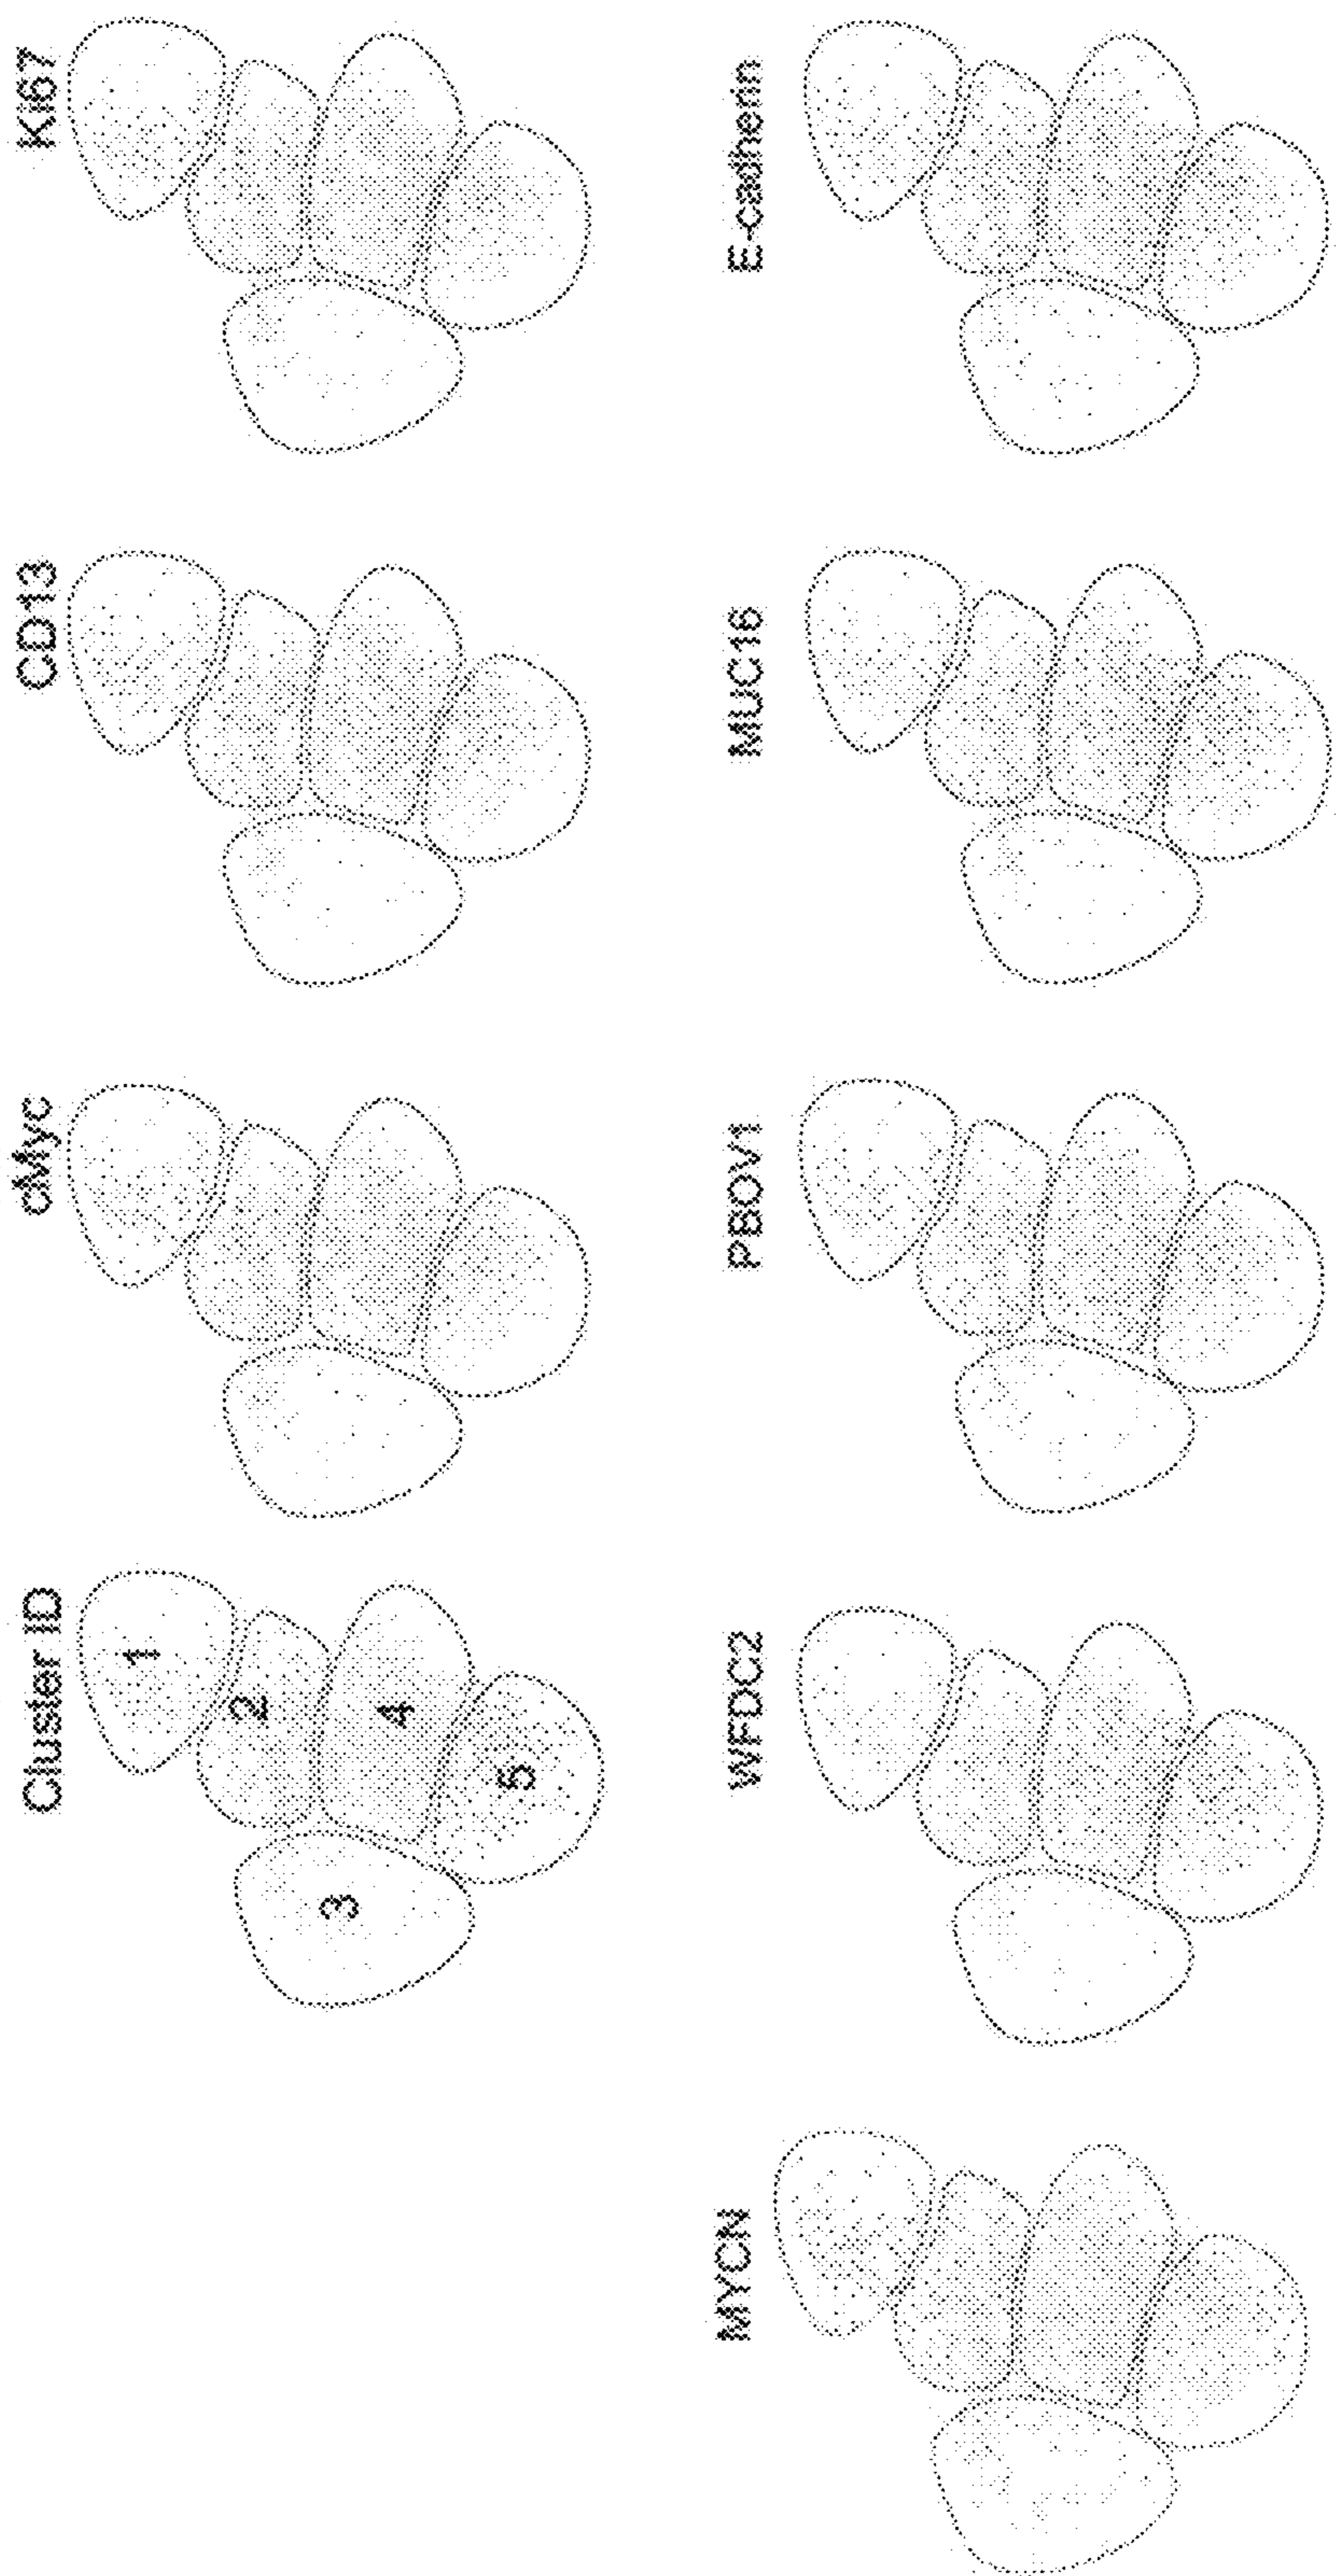 Cluster ID
cMyc
CD13
Ki67
1
2
3
4
5
MYCN
WFDC2
PBOV1
MUC16
E-cadherin